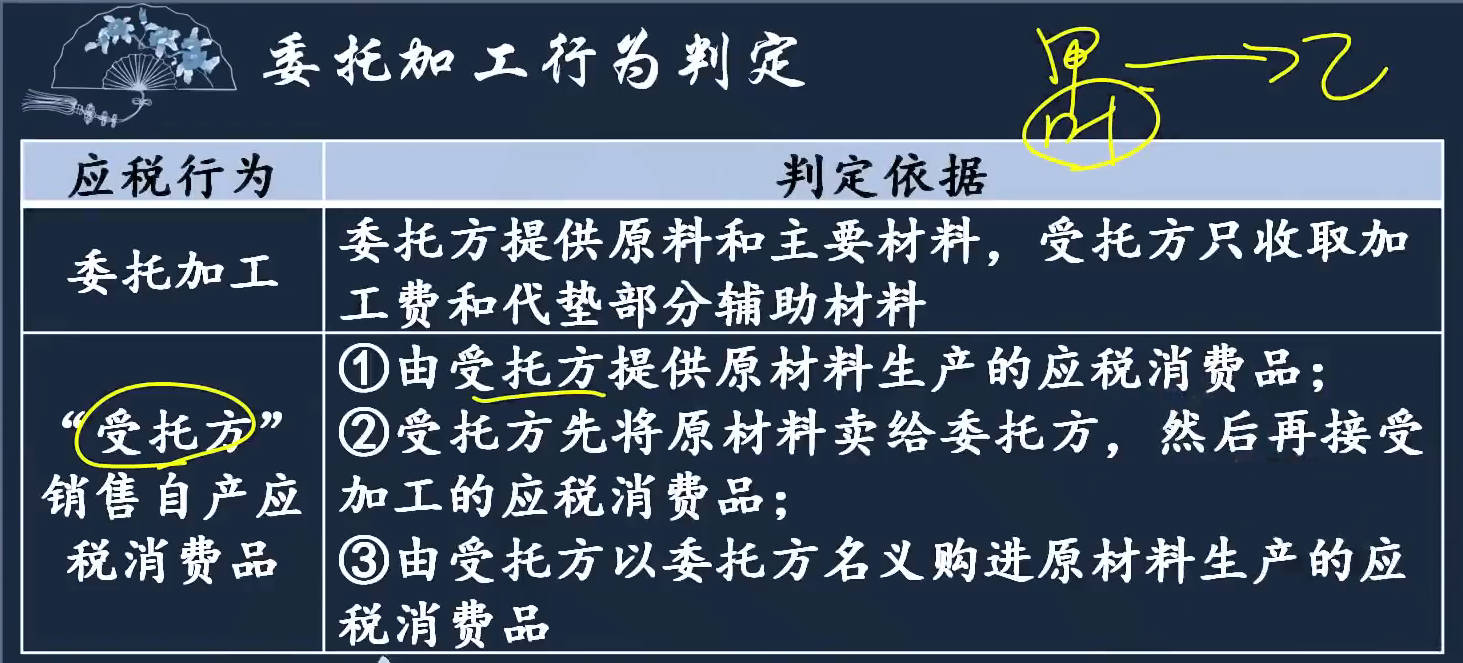 委托加工行为判定
甲 → 乙
应税行为
判定依据
委托加工
委托方提供原料和主要材料，受托方只收取加
工费和代垫部分辅助材料
“受托方”
销售自产应
税消费品
①由受托方提供原材料生产的应税消费品；
②受托方先将原材料卖给委托方，然后再接受
加工的应税消费品；
③由受托方以委托方名义购进原材料生产的应
税消费品